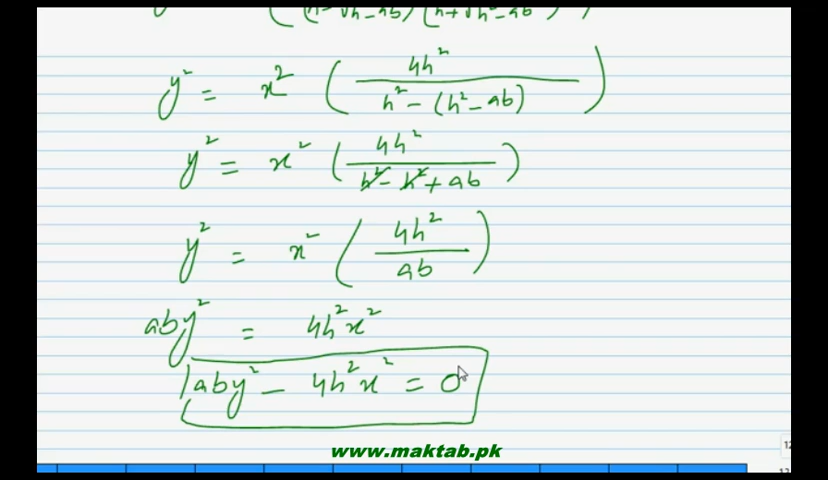 y² = x² ( 4h² / h² - (h² - ab) )
y² = x² ( 4h² / h² - h² + ab )
y² = x² ( 4h² / ab )
aby² = 4h²x²
aby² - 4h²x² = 0
www.maktab.pk